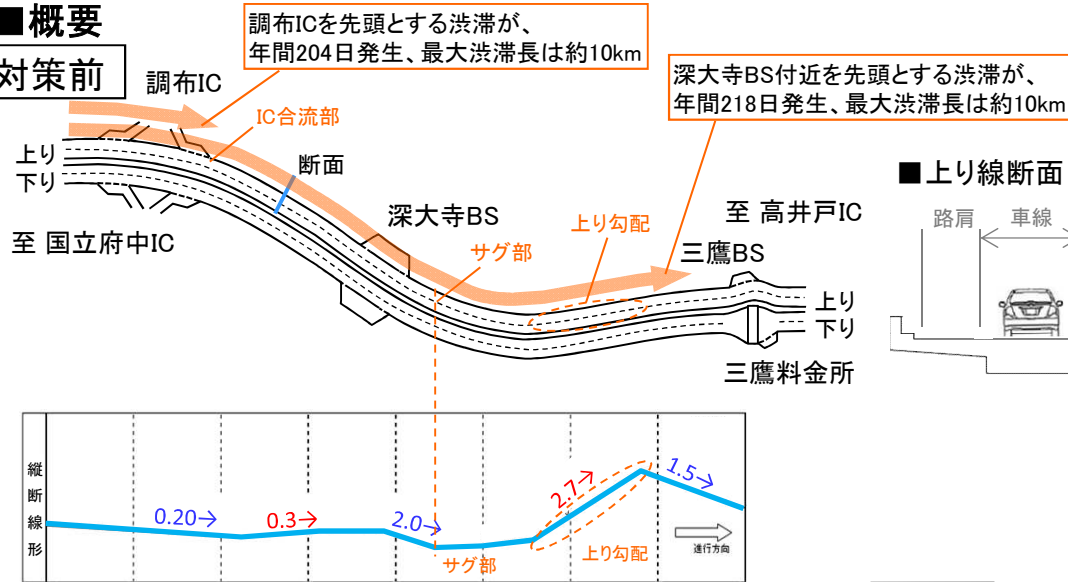 ■概要
対策前
調布ICを先頭とする渋滞が、
年間204日発生、最大渋滞長は約10km
深大寺BS付近を先頭とする渋滞が、
年間218日発生、最大渋滞長は約10km
調布IC
IC合流部
上り
下り
断面
至 国立府中IC
深大寺BS
サグ部
上り勾配
至 高井戸IC
三鷹BS
上り
下り
三鷹料金所
■上り線断面
路肩
車線
縦断線形
0.20→
0.3→
2.0→
2.7→
1.5→
サグ部
上り勾配
進行方向